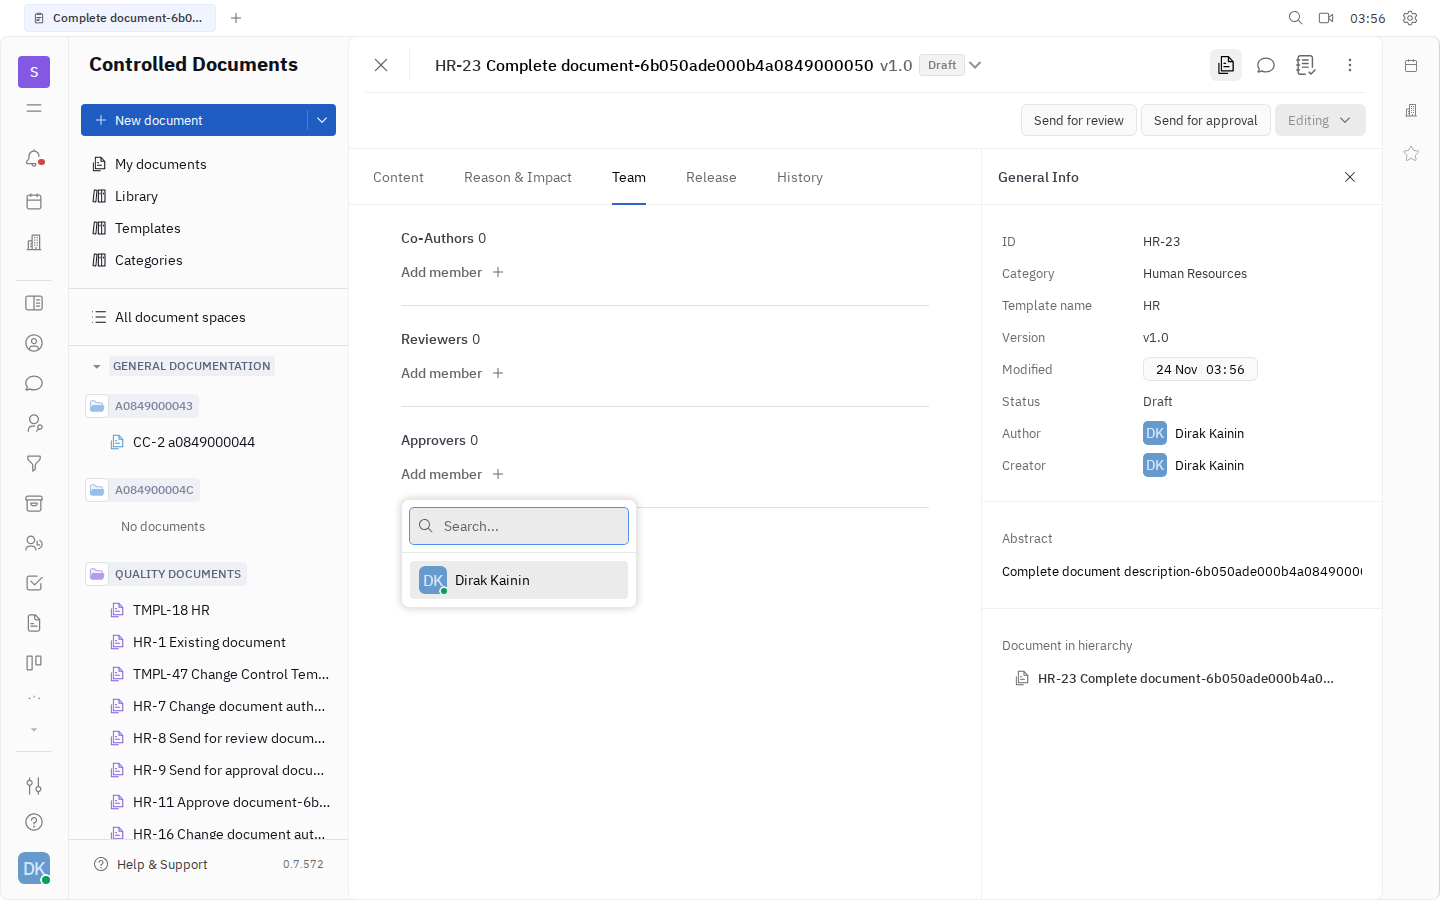 Complete document-6b0...
03:56
S
Controlled Documents
New document
My documents
Library
Templates
Categories
All document spaces
GENERAL DOCUMENTATION
A0849000043
CC-2 a0849000044
A084900004C
No documents
QUALITY DOCUMENTS
TMPL-18 HR
HR-1 Existing document
TMPL-47 Change Control Tem...
HR-7 Change document auth...
HR-8 Send for review docum...
HR-9 Send for approval docu...
HR-11 Approve document-6b...
HR-16 Change document aut...
Help & Support
0.7.572
DK
HR-23 Complete document-6b050ade000b4a0849000050 v1.0 Draft
Send for review
Send for approval
Editing
Content
Reason & Impact
Team
Release
History
Co-Authors 0
Add member
Reviewers 0
Add member
Approvers 0
Add member
Search...
DK Dirak Kainin
General Info
ID HR-23
Category Human Resources
Template name HR
Version v1.0
Modified 24 Nov 03:56
Status Draft
Author DK Dirak Kainin
Creator DK Dirak Kainin
Abstract
Complete document description-6b050ade000b4a0849000
Document in hierarchy
HR-23 Complete document-6b050ade000b4a0...